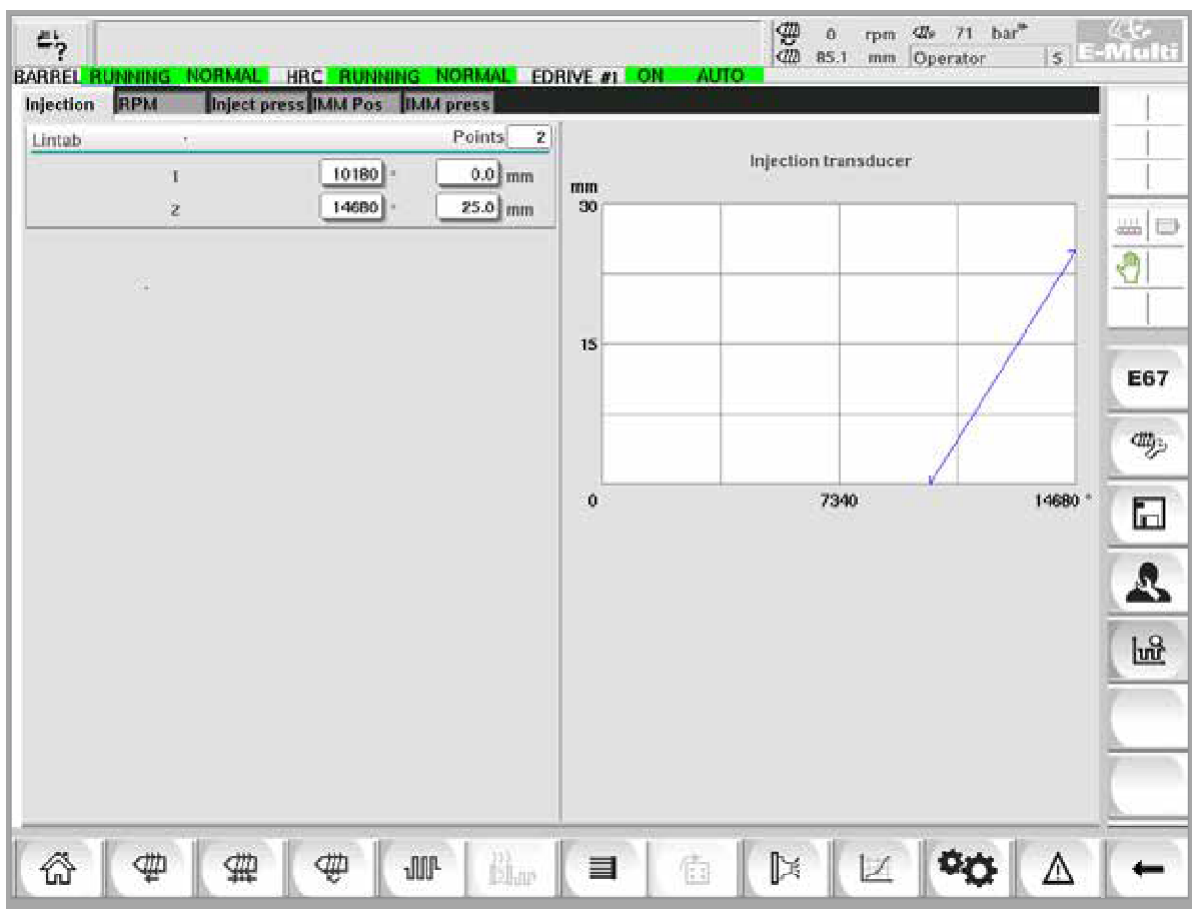 ?
0 rpm 71 bar
85.1 mm Operator 5 E-Multi
BARREL RUNNING NORMAL HRC RUNNING NORMAL EDRIVE #1 ON AUTO
Injection RPM Inject press IMM Pos IMM press
Lintab Points 2
1 10180 ° 0.0 mm
2 14680 ° 25.0 mm
Injection transducer
mm
30
15
0 7340 14680 °
E67